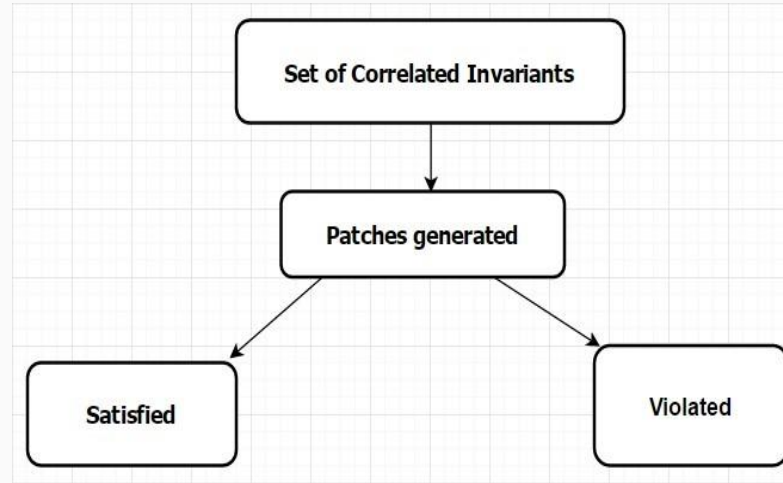 Set of Correlated Invariants
Patches generated
Satisfied
Violated